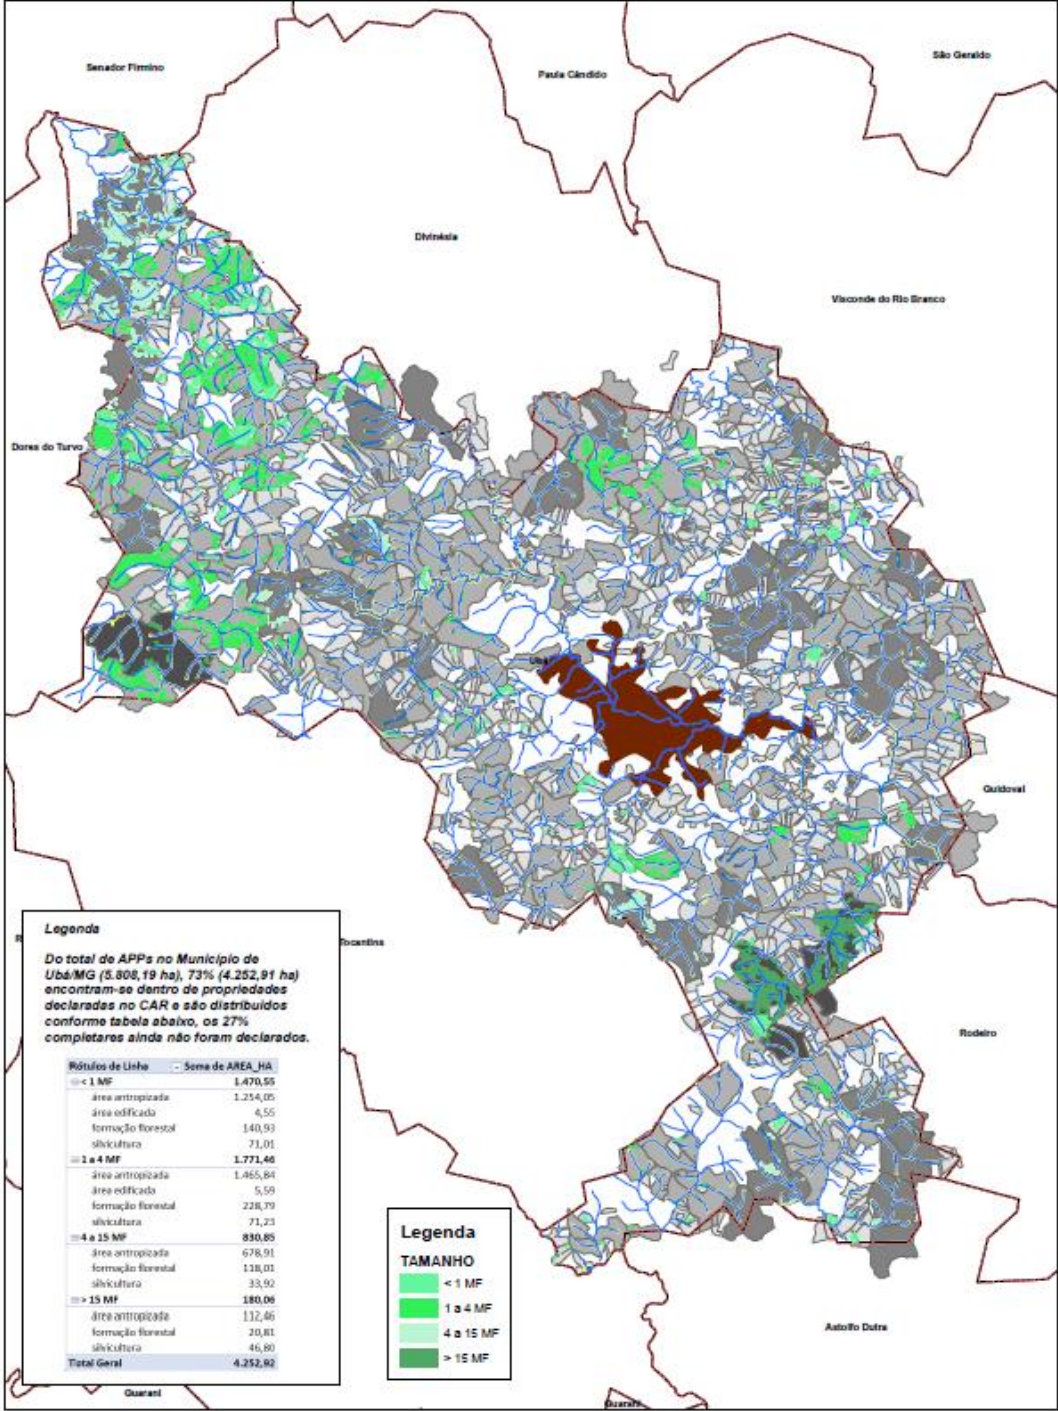 Senador Firmino
Paula Cândido
São Geraldo
Divinésia
Visconde do Rio Branco
Dores do Turvo
Ubá
Guidoval
Tocantins
Rodeiro
Astolfo Dutra
Guarani
Guarani
R
Legenda
Do total de APPs no Município de
Ubá/MG (5.808,19 ha), 73% (4.252,91 ha)
encontram-se dentro de propriedades
declaradas no CAR e são distribuídos
conforme tabela abaixo, os 27%
completares ainda não foram declarados.
Rótulos de Linha Soma de AREA_HA
< 1 MF 1.470,55
área antropizada 1.254,05
área edificada 4,55
formação florestal 140,93
silvicultura 71,01
1 a 4 MF 1.771,46
área antropizada 1.465,84
área edificada 5,59
formação florestal 228,79
silvicultura 71,23
4 a 15 MF 830,85
área antropizada 678,91
formação florestal 118,01
silvicultura 33,92
> 15 MF 180,06
área antropizada 112,46
formação florestal 20,81
silvicultura 46,80
Total Geral 4.252,92
Legenda
TAMANHO
< 1 MF
1 a 4 MF
4 a 15 MF
> 15 MF